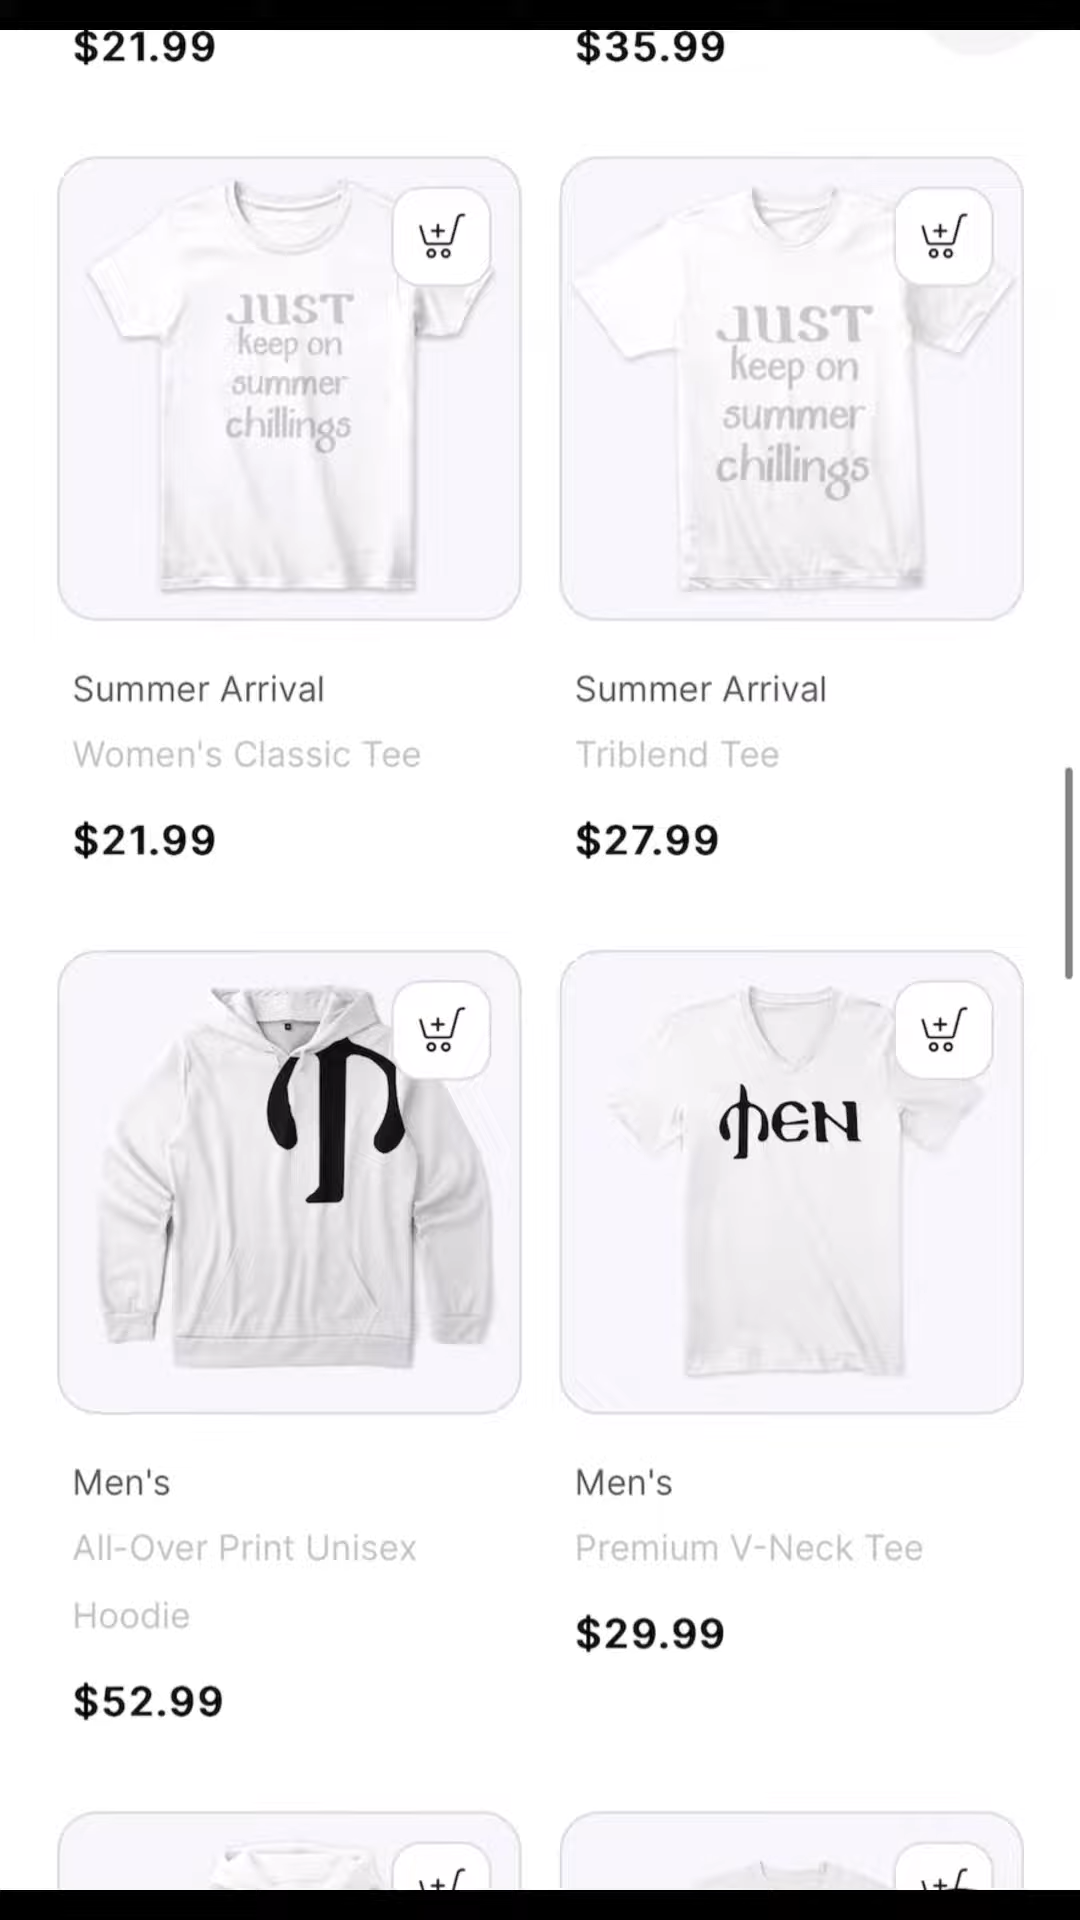 $21.99
$35.99
JUST
keep on
summer
chillings
JUST
keep on
summer
chillings
Summer Arrival
Women's Classic Tee
$21.99
Summer Arrival
Triblend Tee
$27.99
MEN
Men's
All-Over Print Unisex
Hoodie
$52.99
Men's
Premium V-Neck Tee
$29.99